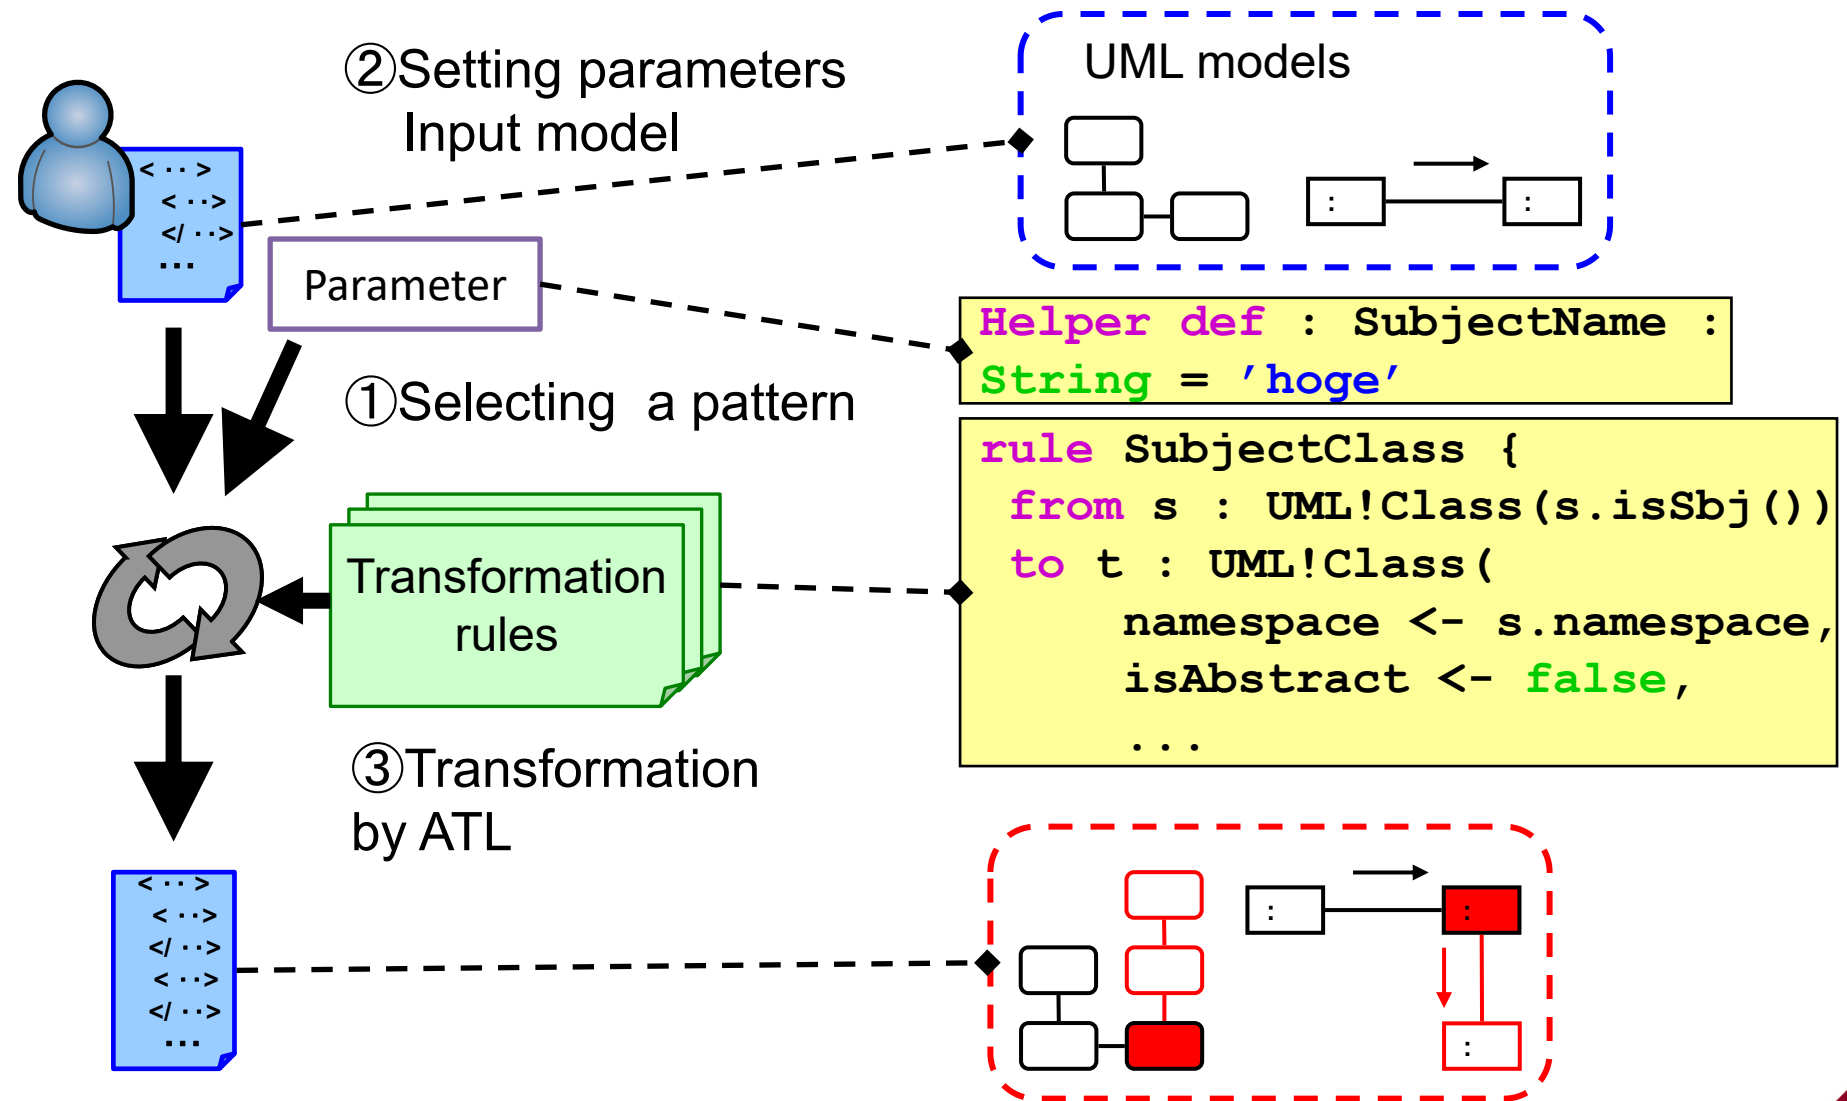 ②Setting parameters
Input model
UML models
< ·· >
< ··>
</ ··>
...
:
:
Parameter
Helper def : SubjectName :
String = ’hoge’
①Selecting a pattern
rule SubjectClass {
from s : UML!Class(s.isSbj())
to t : UML!Class(
namespace <- s.namespace,
isAbstract <- false,
...
Transformation
rules
③Transformation
by ATL
< ·· >
< ··>
</ ··>
< ··>
</ ··>
...
:
:
: